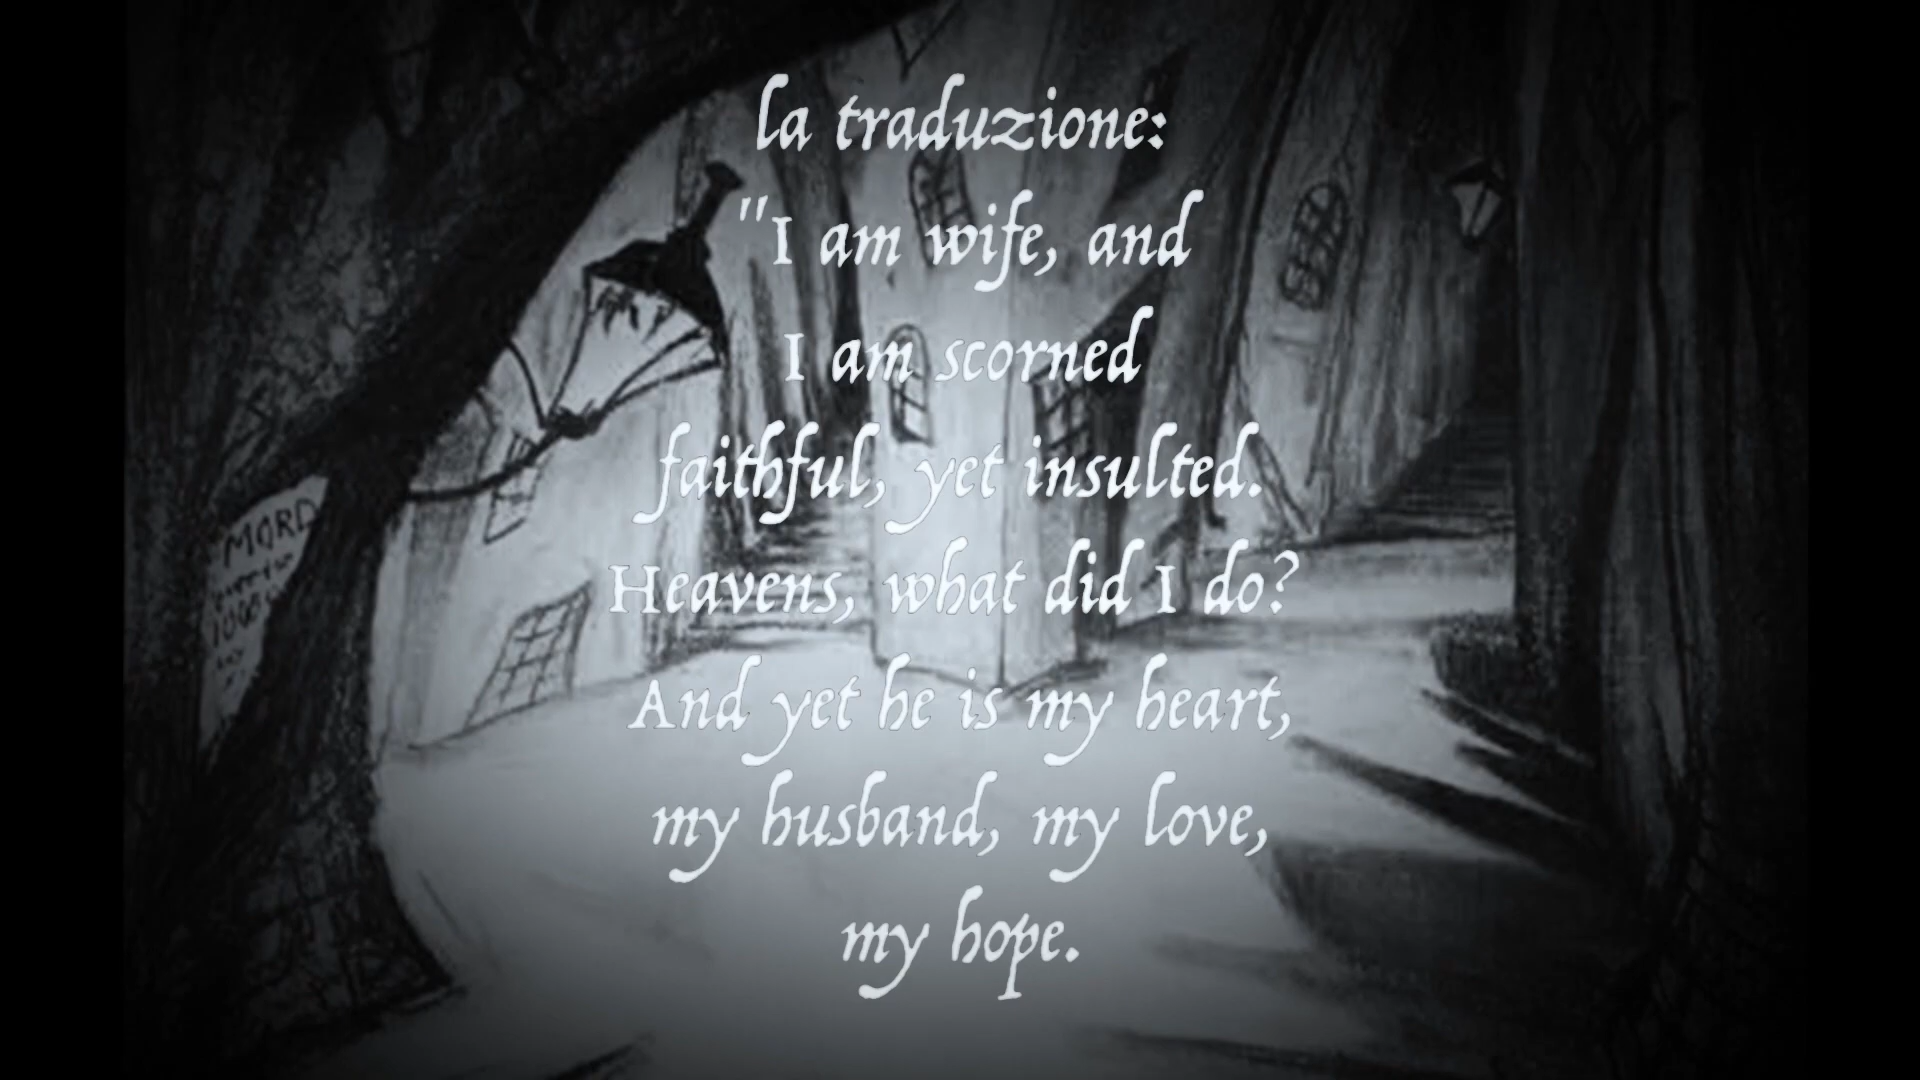 la traduzione:
"I am wife, and
I am scorned
faithful, yet insulted.
Heavens, what did I do?
And yet he is my heart,
my husband, my love,
my hope.
MORD